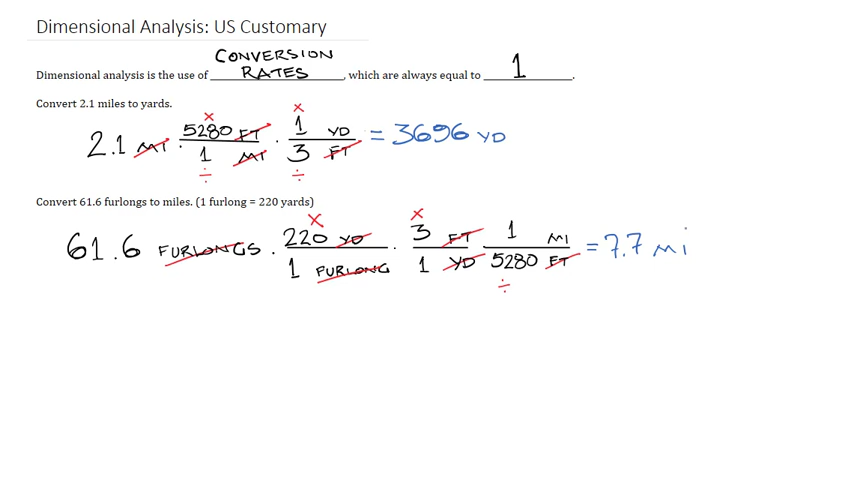 Dimensional Analysis: US Customary
CONVERSION
Dimensional analysis is the use of RATES, which are always equal to 1.
Convert 2.1 miles to yards.
× ×
2.1 MI · 5280 FT / 1 MI · 1 YD / 3 FT = 3696 YD
÷ ÷
Convert 61.6 furlongs to miles. (1 furlong = 220 yards)
× ×
61.6 FURLONGS · 220 YD / 1 FURLONG · 3 FT / 1 YD 1 MI / 5280 FT = 7.7 Mi
÷